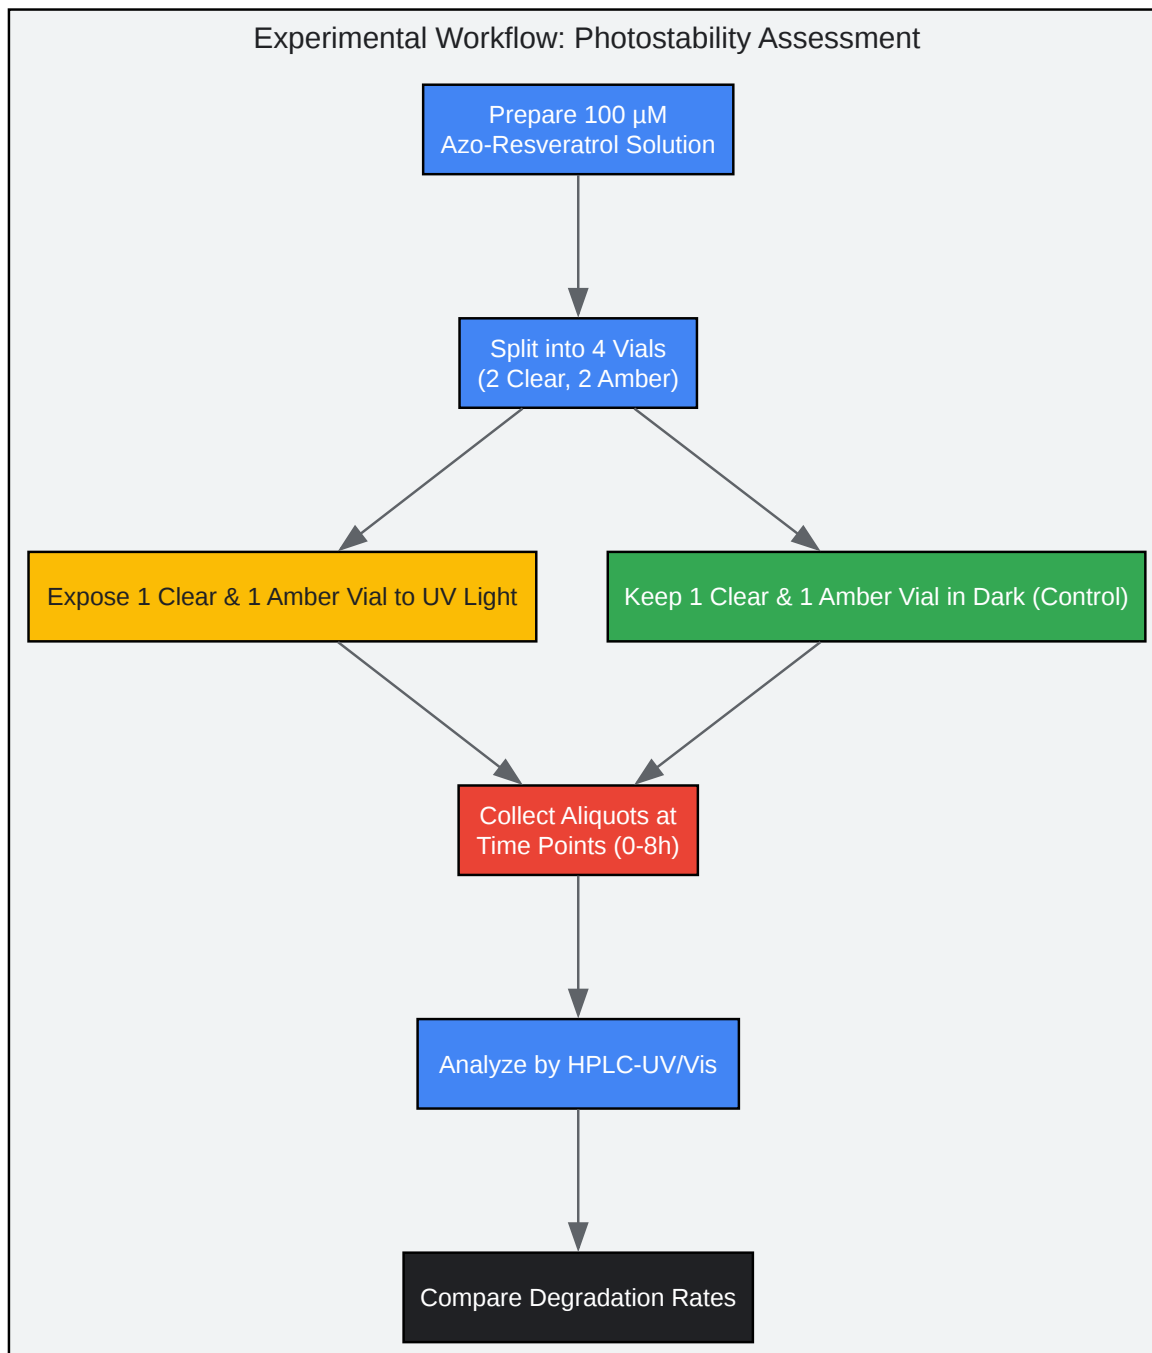 Experimental Workflow: Photostability Assessment
Prepare 100 µM
Azo-Resveratrol Solution
Split into 4 Vials
(2 Clear, 2 Amber)
Expose 1 Clear & 1 Amber Vial to UV Light
Keep 1 Clear & 1 Amber Vial in Dark (Control)
Collect Aliquots at
Time Points (0-8h)
Analyze by HPLC-UV/Vis
Compare Degradation Rates